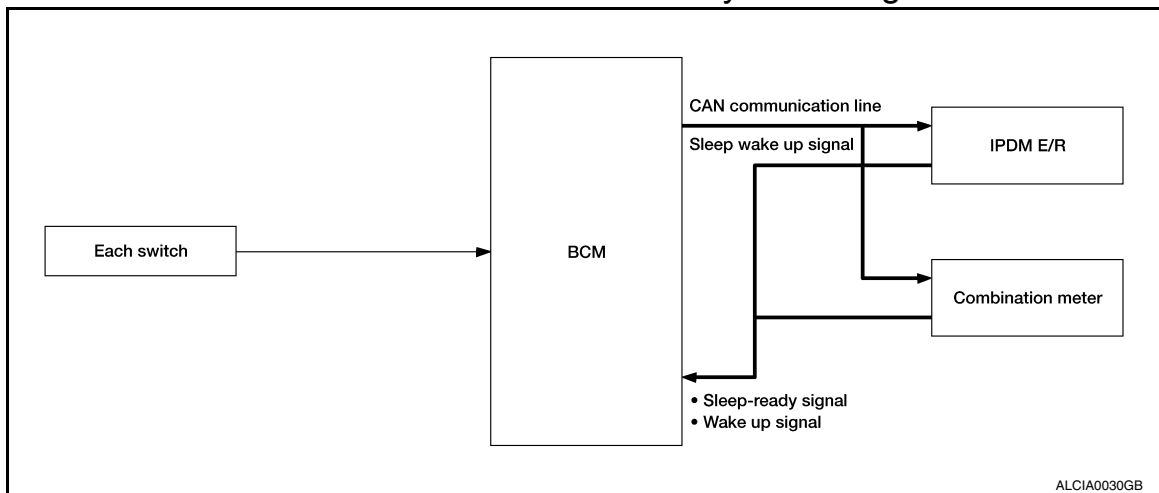 CAN communication line
Sleep wake up signal
IPDM E/R
Each switch
BCM
Combination meter
• Sleep-ready signal
• Wake up signal
ALCIA0030GB